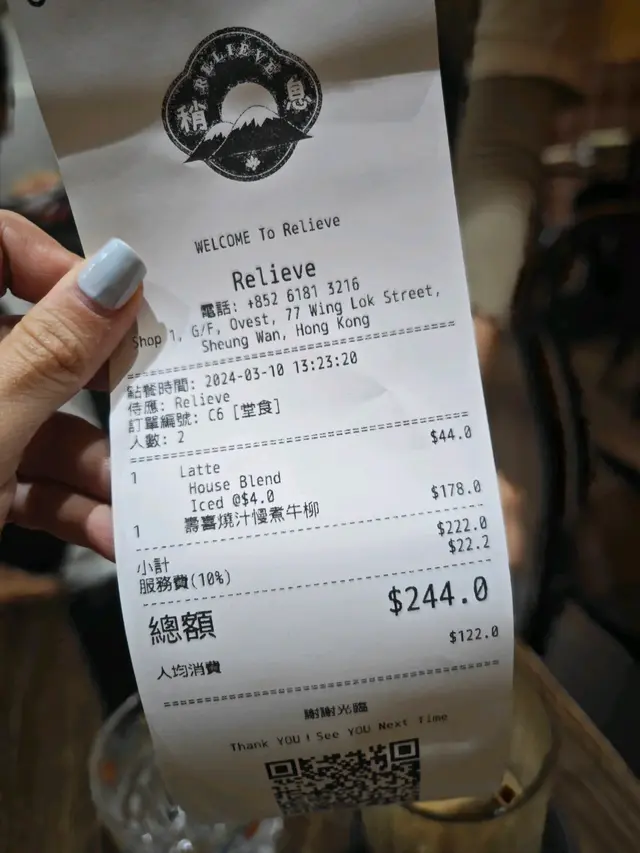 RELIEVE
稍 息
WELCOME To Relieve
Relieve
電話: +852 6181 3216
Shop 1, G/F, Ovest, 77 Wing Lok Street,
Sheung Wan, Hong Kong
點餐時間: 2024-03-10 13:23:20
侍應: Relieve
訂單編號: C6 [堂食]
人數: 2
1 Latte $44.0
House Blend
Iced @$4.0
1 壽喜燒汁慢煮牛柳 $178.0
小計 $222.0
服務費(10%) $22.2
總額 $244.0
人均消費 $122.0
謝謝光臨
Thank YOU ! See YOU Next Time